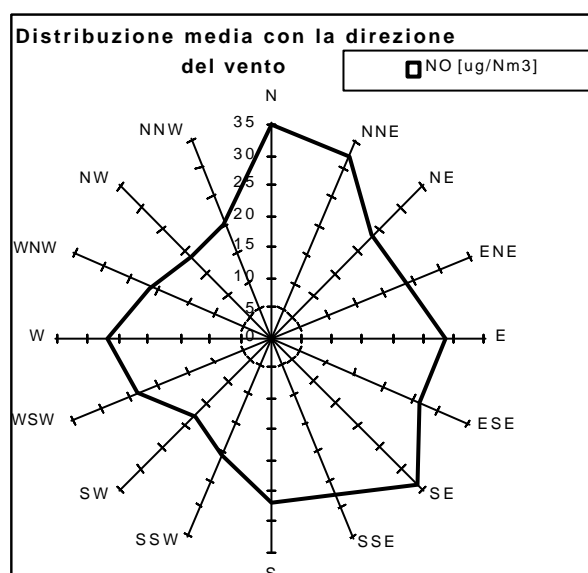 Distribuzione media con la direzione
del vento
NO [ug/Nm3]
N
NNE
NE
ENE
E
ESE
SE
SSE
S
SSW
SW
WSW
W
WNW
NW
NNW
35
30
25
20
15
10
5
0